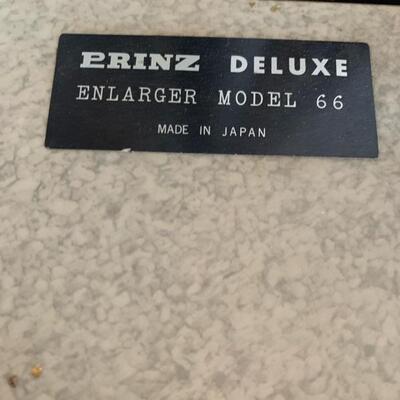 PRINZ DELUXE
ENLARGER MODEL 66
MADE IN JAPAN